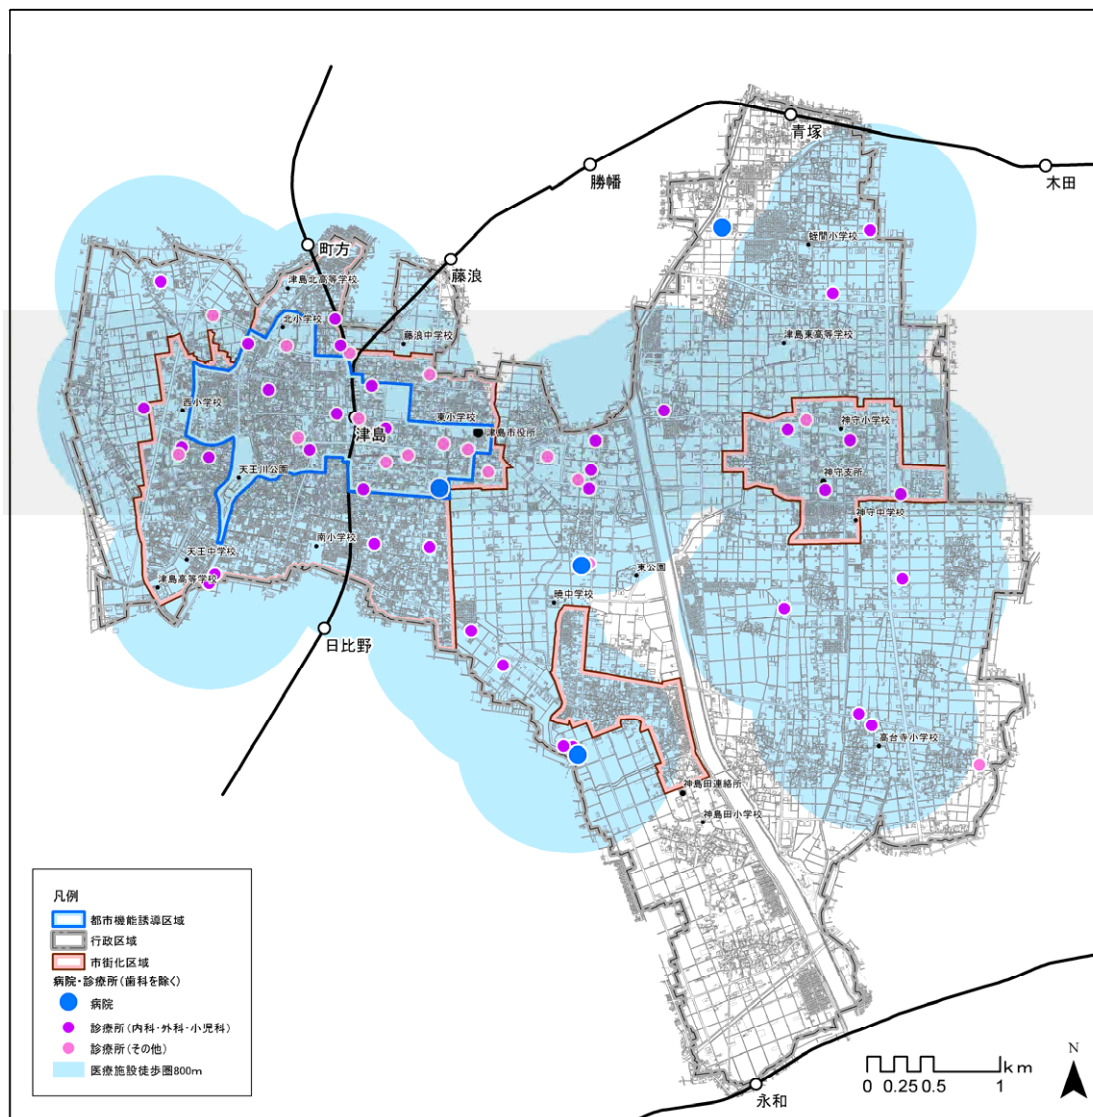 青塚
勝幡
木田
町方
蛭間小学校
藤浪
津島北高等学校
北小学校
藤浪中学校
津島東高等学校
西小学校
東小学校
津島
津島市役所
神守小学校
天王川公園
神守支所
神守中学校
南小学校
天王中学校
津島高等学校
東公園
暁中学校
日比野
高台寺小学校
神島田連絡所
神島田小学校
凡例
都市機能誘導区域
行政区域
市街化区域
病院・診療所(歯科を除く)
病院
診療所(内科・外科・小児科)
診療所(その他)
医療施設徒歩圏800m
N
km
0 0.25 0.5 1
永和